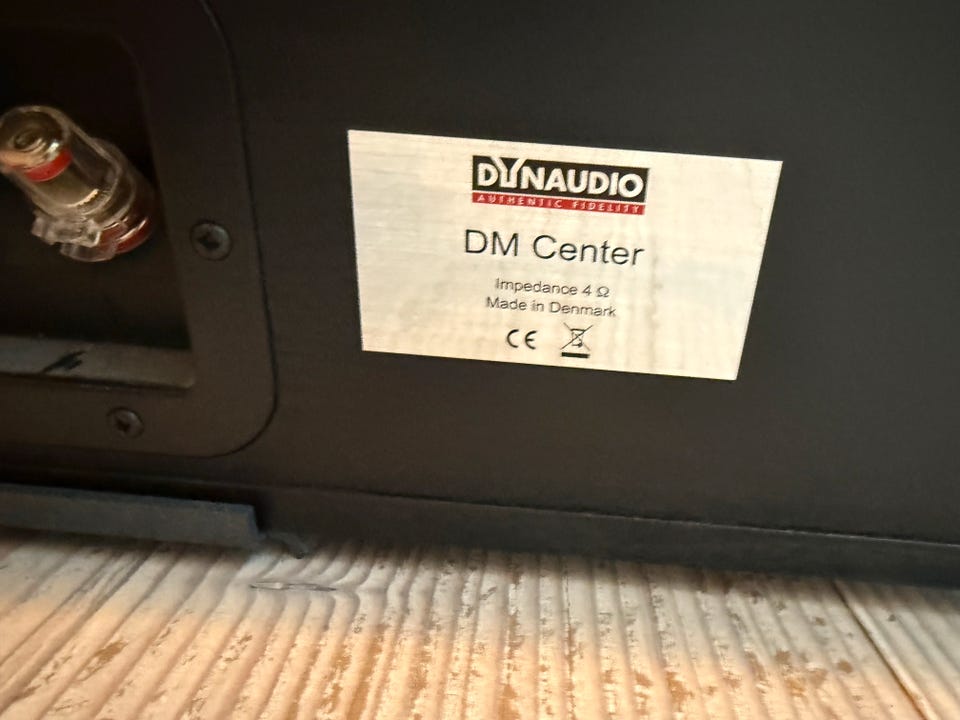 DYNAUDIO
AUTHENTIC FIDELITY
DM Center
Impedance 4 Ω
Made in Denmark
CE